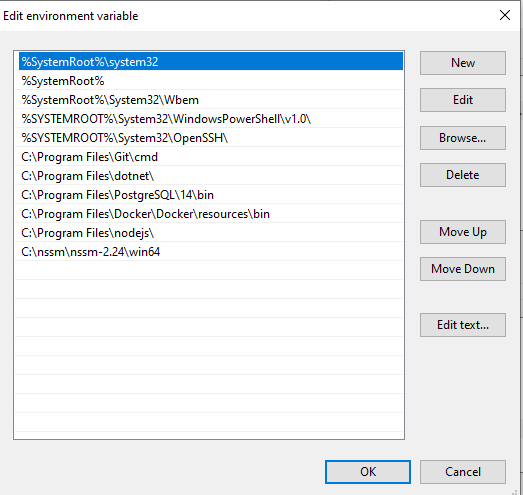 Edit environment variable
%SystemRoot%\system32
%SystemRoot%
%SystemRoot%\System32\Wbem
%SYSTEMROOT%\System32\WindowsPowerShell\v1.0\
%SYSTEMROOT%\System32\OpenSSH\
C:\Program Files\Git\cmd
C:\Program Files\dotnet\
C:\Program Files\PostgreSQL\14\bin
C:\Program Files\Docker\Docker\resources\bin
C:\Program Files\nodejs\
C:\nssm\nssm-2.24\win64
New
Edit
Browse...
Delete
Move Up
Move Down
Edit text...
OK
Cancel